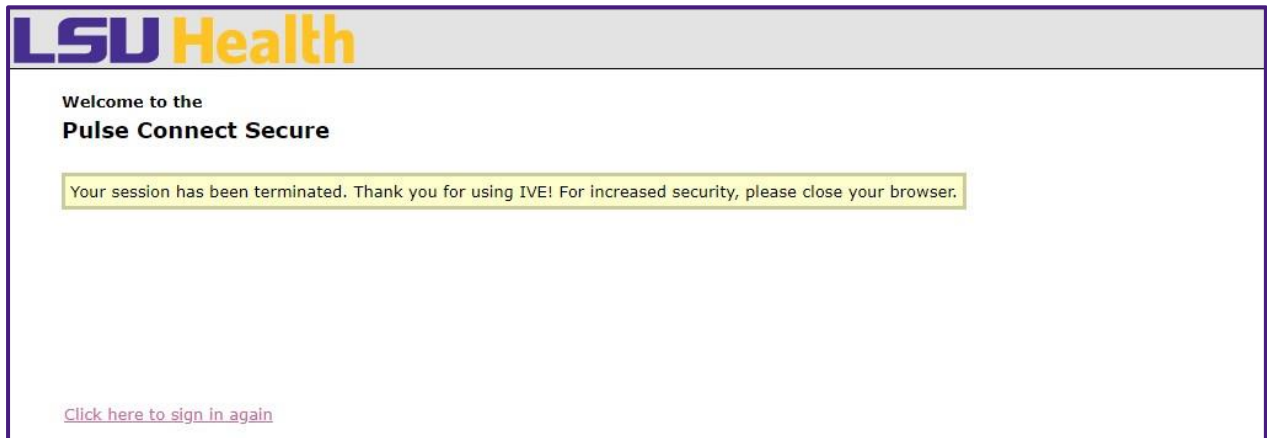 LSU Health
Welcome to the
Pulse Connect Secure
Your session has been terminated. Thank you for using IVE! For increased security, please close your browser.
Click here to sign in again